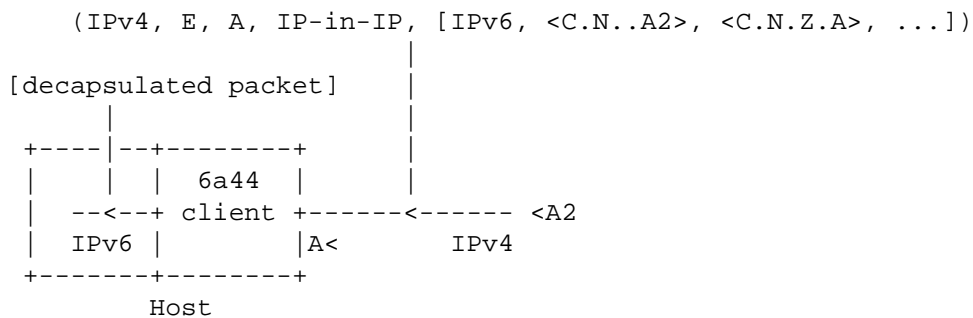 (IPv4, E, A, IP-in-IP, [IPv6, <C.N..A2>, <C.N.Z.A>, ...])
|
[decapsulated packet]     |
|                  |
+----|--+--------+       |
|    |  |  6a44  |       |
|  --<--+ client +------<------ <A2
|  IPv6 |        |A<      IPv4
+-------+--------+
Host